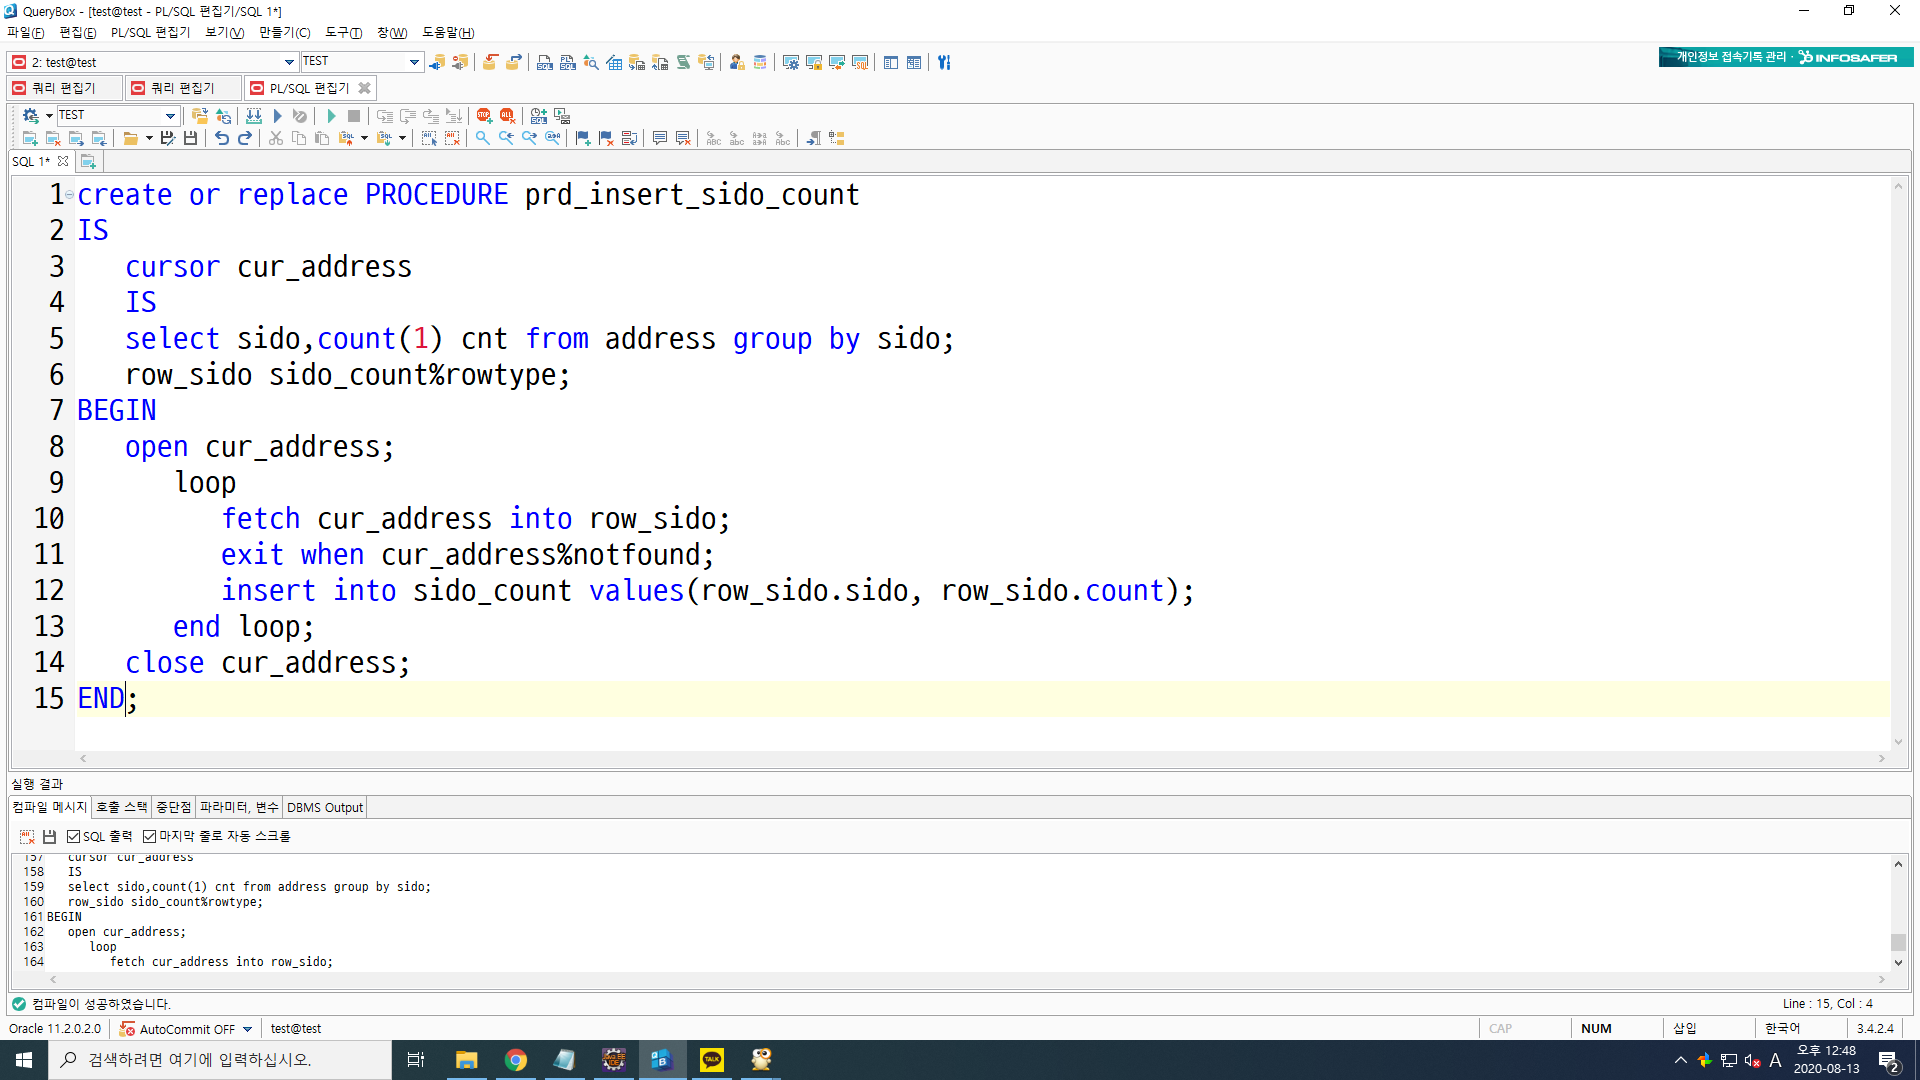 QueryBox - [test@test - PL/SQL 편집기/SQL 1*]
파일(F) 편집(E) PL/SQL 편집기 보기(V) 만들기(C) 도구(T) 창(W) 도움말(H)
2: test@test TEST
개인정보 접속기록 관리 · INFOSAFER
쿼리 편집기 쿼리 편집기 PL/SQL 편집기
TEST
SQL 1*
1 create or replace PROCEDURE prd_insert_sido_count
2 IS
3 cursor cur_address
4 IS
5 select sido,count(1) cnt from address group by sido;
6 row_sido sido_count%rowtype;
7 BEGIN
8 open cur_address;
9 loop
10 fetch cur_address into row_sido;
11 exit when cur_address%notfound;
12 insert into sido_count values(row_sido.sido, row_sido.count);
13 end loop;
14 close cur_address;
15 END;
실행 결과
컴파일 메시지 호출 스택 중단점 파라미터, 변수 DBMS Output
SQL 출력 마지막 줄로 자동 스크롤
157 cursor cur_address
158 IS
159 select sido,count(1) cnt from address group by sido;
160 row_sido sido_count%rowtype;
161 BEGIN
162 open cur_address;
163 loop
164 fetch cur_address into row_sido;
컴파일이 성공하였습니다. Line : 15, Col : 4
Oracle 11.2.0.2.0 AutoCommit OFF test@test CAP NUM 삽입 한국어 3.4.2.4
검색하려면 여기에 입력하십시오. TALK A 오후 12:48
2020-08-13 2